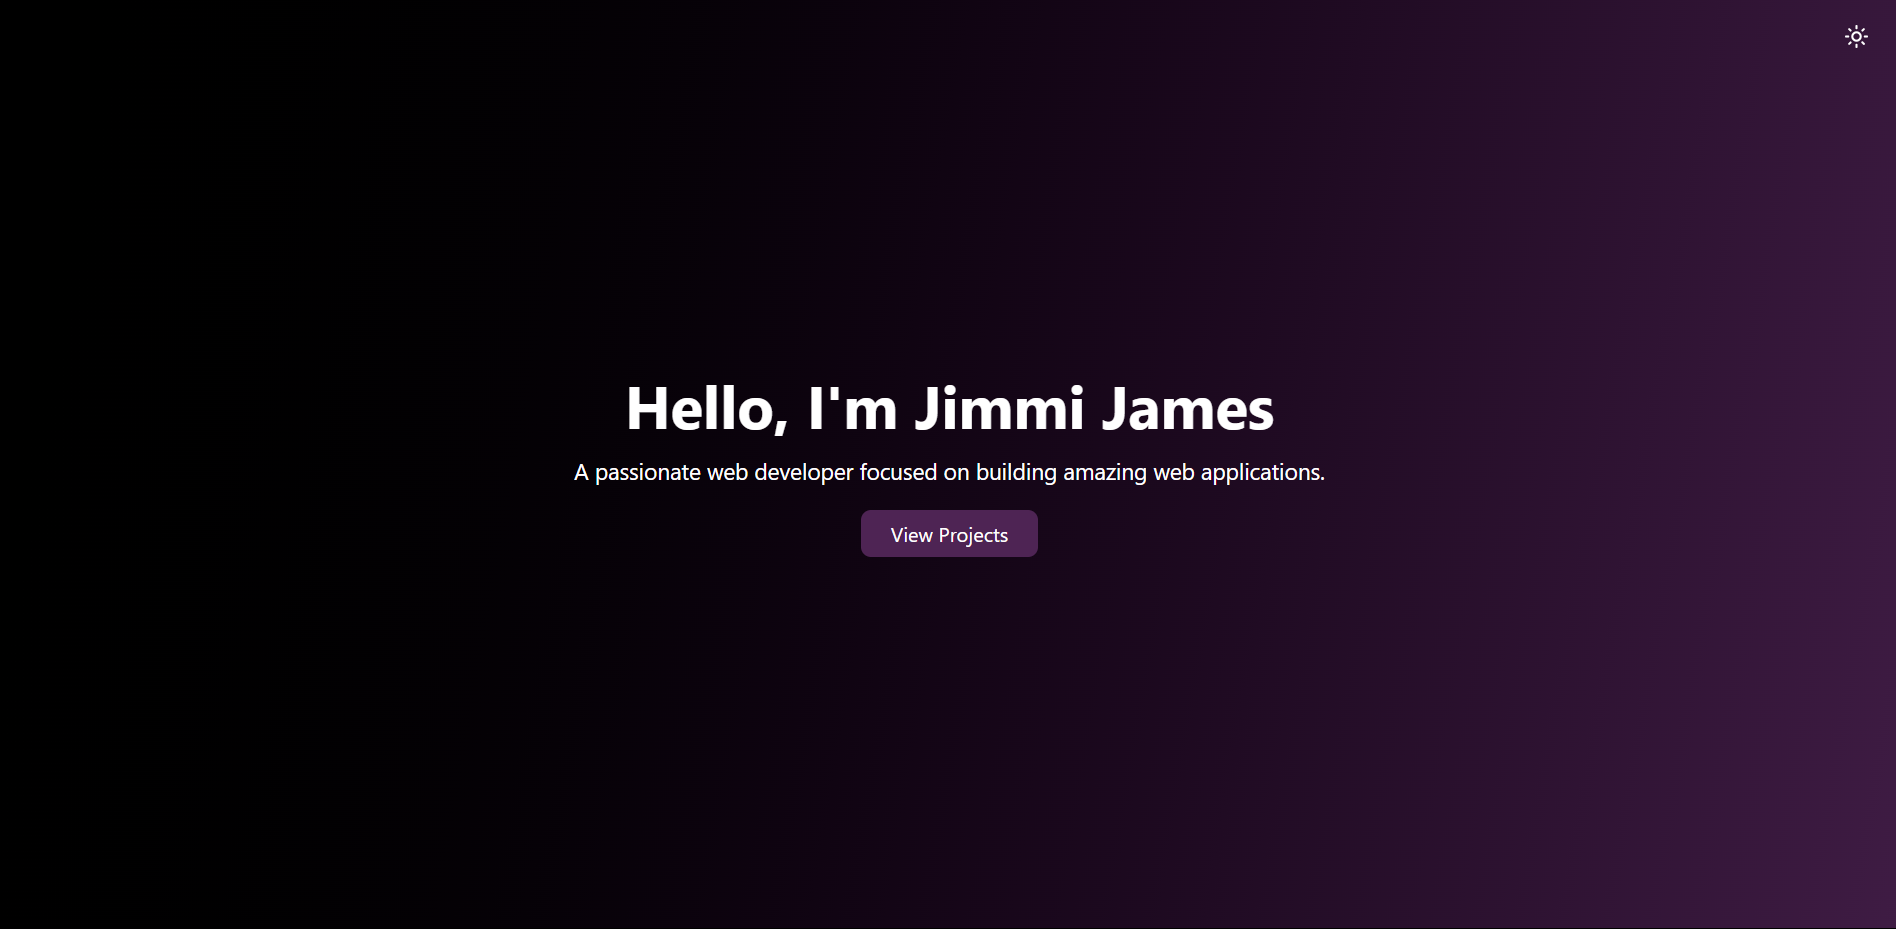 Hello, I'm Jimmi James
A passionate web developer focused on building amazing web applications.
View Projects